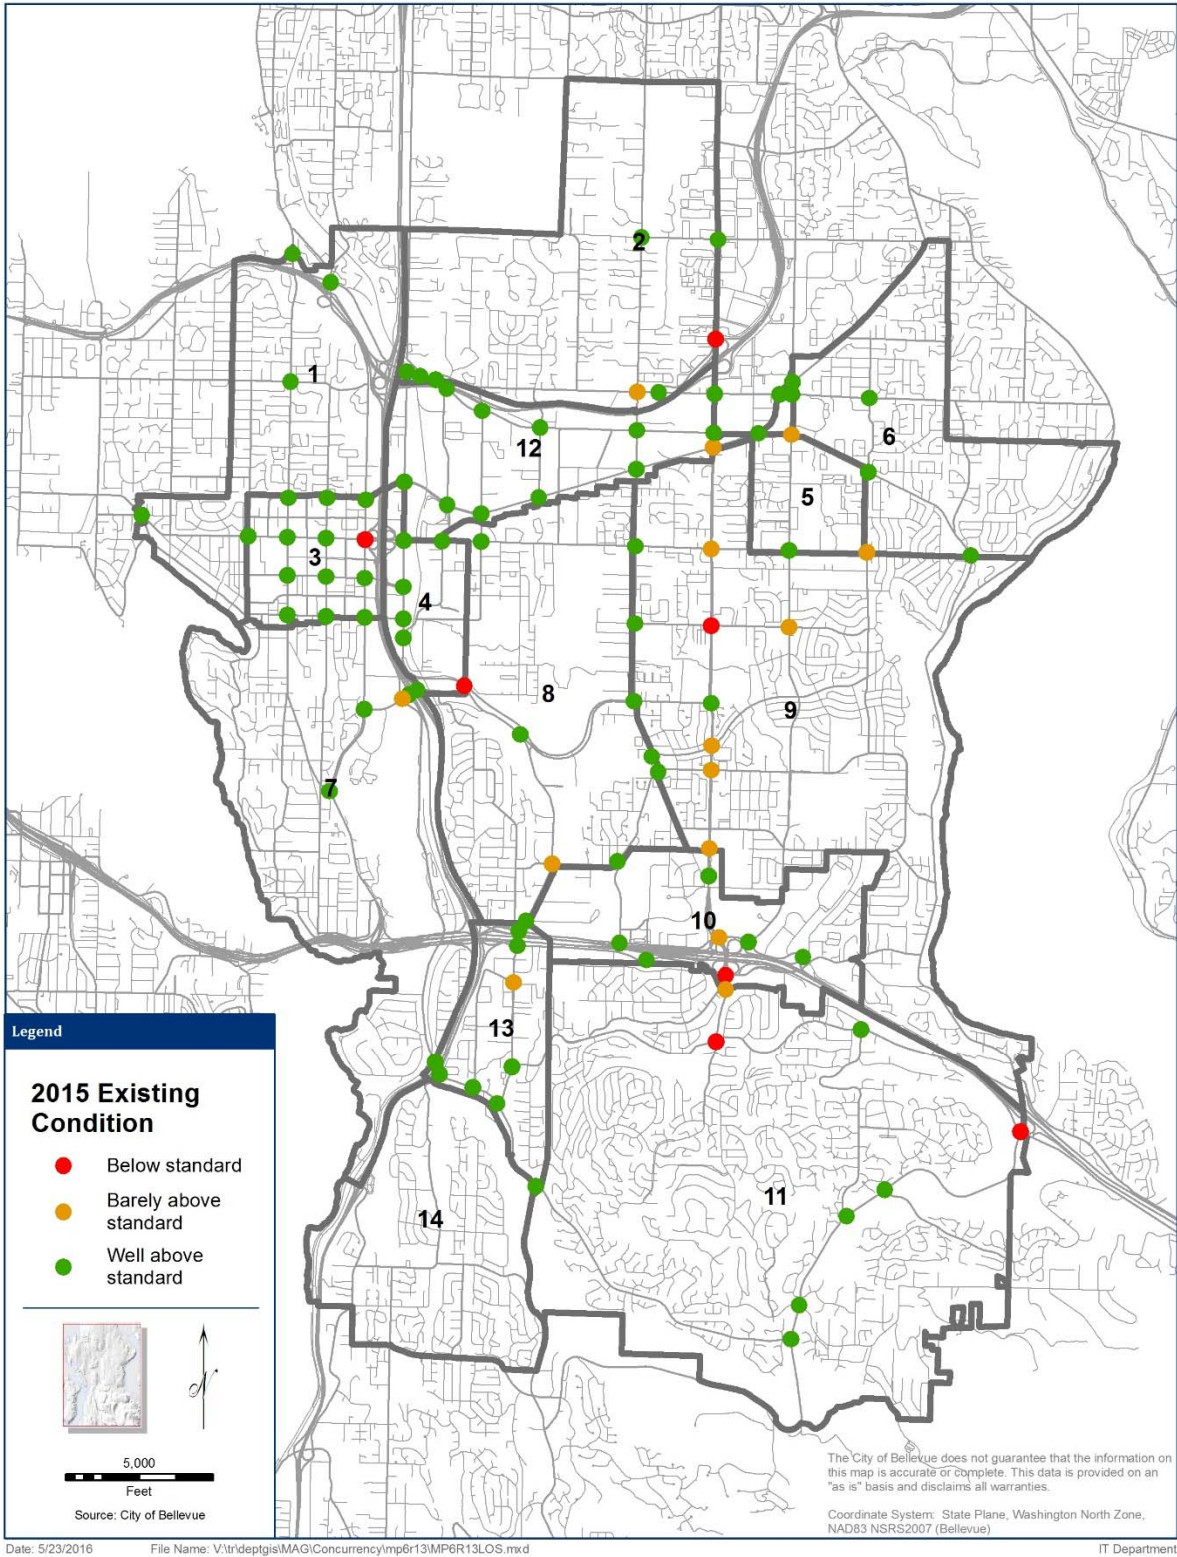 2
1
12
6
5
3
4
8
9
7
10
13
11
14
Legend
2015 Existing
Condition
Below standard
Barely above
standard
Well above
standard
N
5,000
Feet
Source: City of Bellevue
The City of Bellevue does not guarantee that the information on
this map is accurate or complete. This data is provided on an
"as is" basis and disclaims all warranties.
Coordinate System: State Plane, Washington North Zone,
NAD83 NSRS2007 (Bellevue)
Date: 5/23/2016 File Name: V:\tr\deptgis\MAG\Concurrency\mp6r13\MP6R13LOS.mxd IT Department